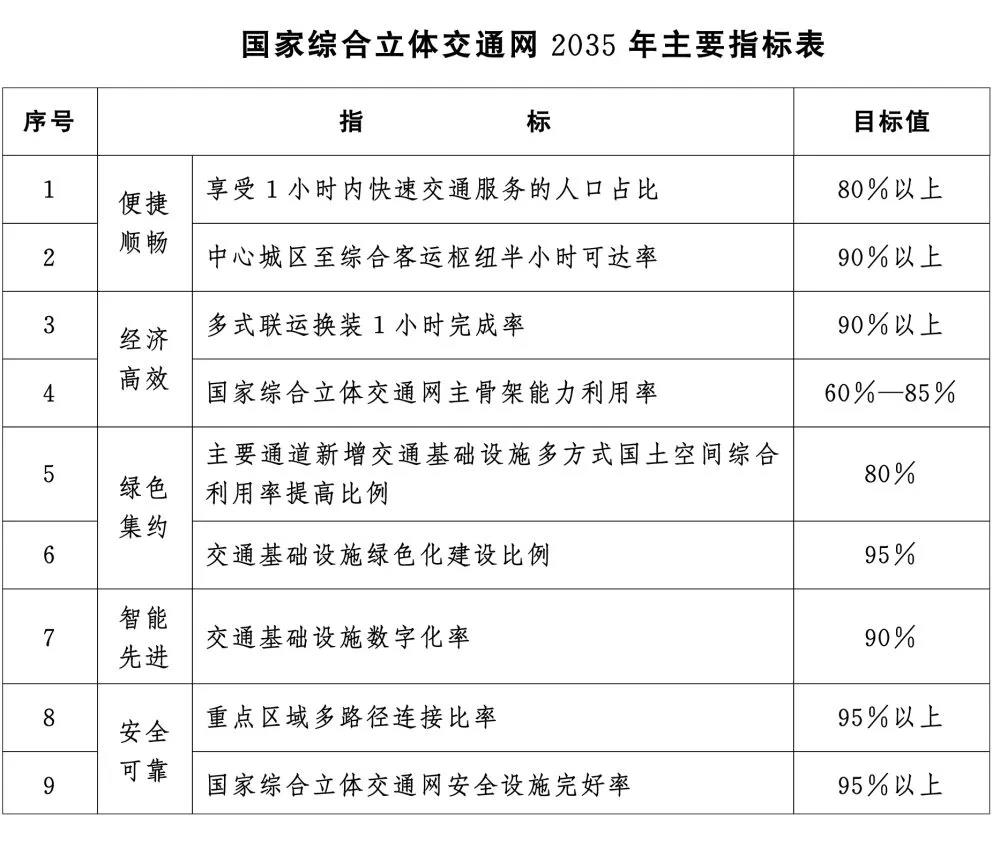 国家综合立体交通网 2035 年主要指标表
序号 指 标 目标值
1 便捷顺畅 享受 1 小时内快速交通服务的人口占比 80%以上
2 中心城区至综合客运枢纽半小时可达率 90%以上
3 经济高效 多式联运换装 1 小时完成率 90%以上
4 国家综合立体交通网主骨架能力利用率 60%—85%
5 绿色集约 主要通道新增交通基础设施多方式国土空间综合
利用率提高比例 80%
6 交通基础设施绿色化建设比例 95%
7 智能先进 交通基础设施数字化率 90%
8 安全可靠 重点区域多路径连接比率 95%以上
9 国家综合立体交通网安全设施完好率 95%以上